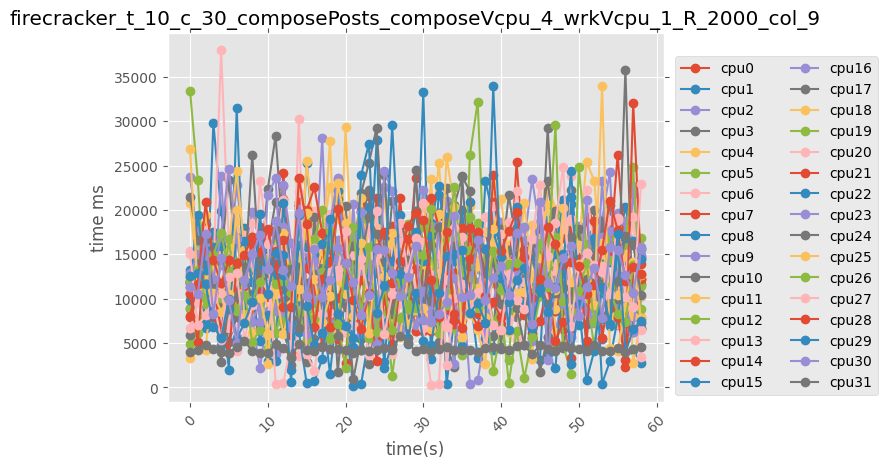 firecracker_t_10_c_30_composePosts_composeVcpu_4_wrkVcpu_1_R_2000_col_9
time ms
35000
30000
25000
20000
15000
10000
5000
0
0
10
20
30
40
50
60
time(s)
cpu0
cpu1
cpu2
cpu3
cpu4
cpu5
cpu6
cpu7
cpu8
cpu9
cpu10
cpu11
cpu12
cpu13
cpu14
cpu15
cpu16
cpu17
cpu18
cpu19
cpu20
cpu21
cpu22
cpu23
cpu24
cpu25
cpu26
cpu27
cpu28
cpu29
cpu30
cpu31